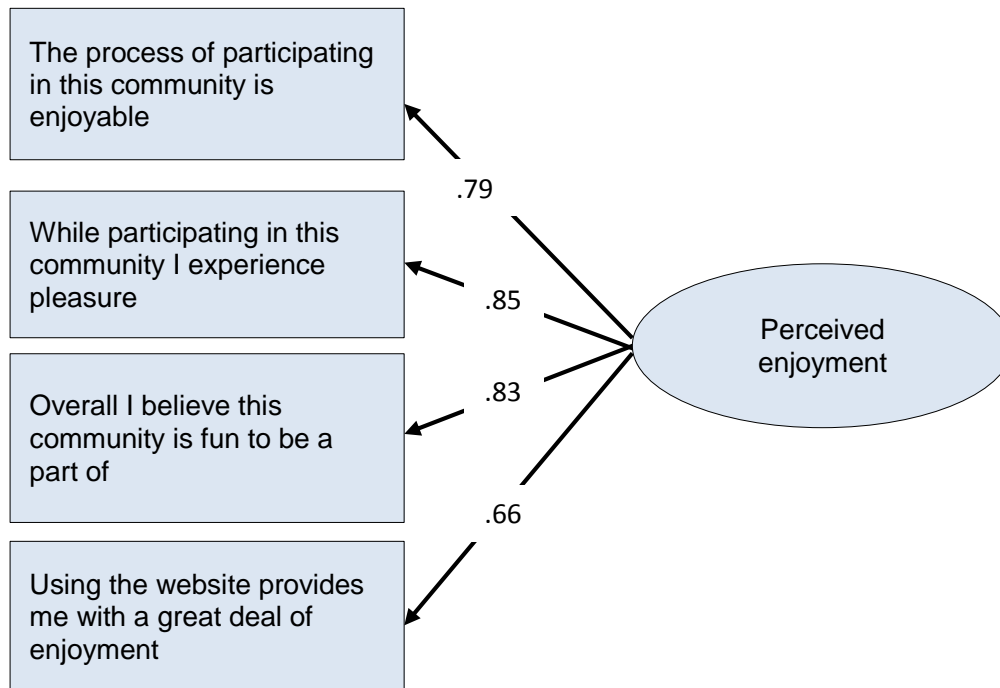 The process of participating
in this community is
enjoyable
.79
While participating in this
community I experience
pleasure
.85
Perceived
enjoyment
.83
Overall I believe this
community is fun to be a
part of
.66
Using the website provides
me with a great deal of
enjoyment